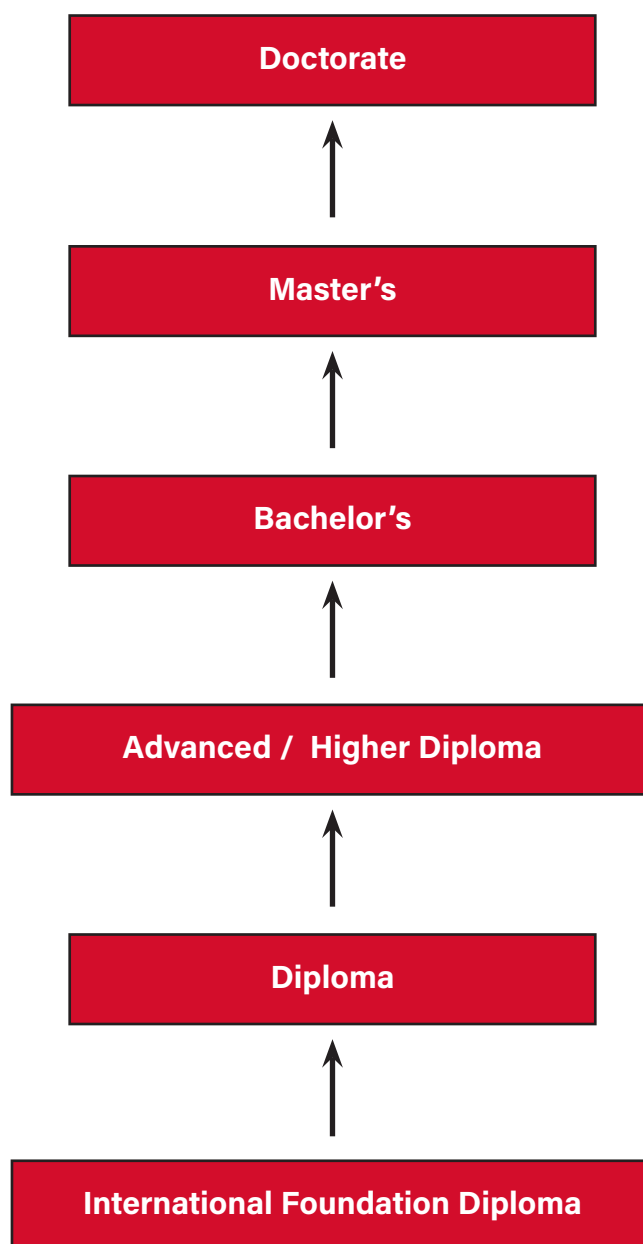 Doctorate
Master’s
Bachelor’s
Advanced /  Higher Diploma
Diploma
International Foundation Diploma